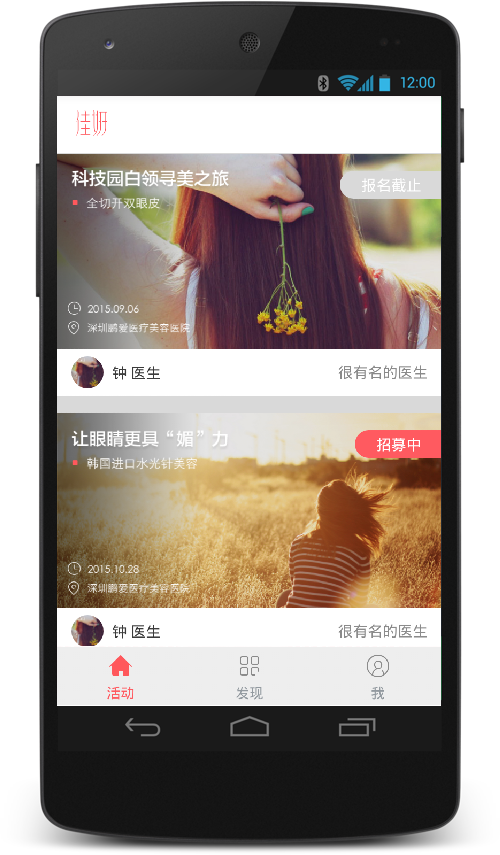 12:00
洼妍
科技园白领寻美之旅
报名截止
全切开双眼皮
2015.09.06
深圳鹏爱医疗美容医院
钟 医生
很有名的医生
让眼睛更具“媚”力
招募中
韩国进口水光针美容
2015.10.28
深圳鹏爱医疗美容医院
钟 医生
很有名的医生
活动
发现
我